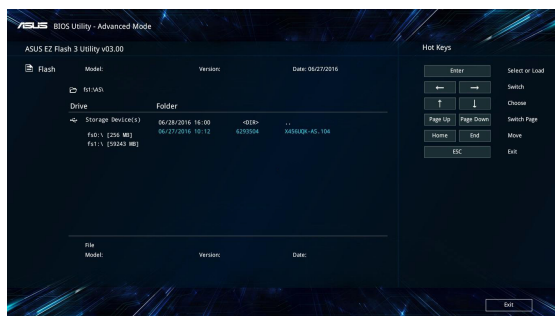 ASUS BIOS Utility - Advanced Mode
ASUS EZ Flash 3 Utility v03.00
Hot Keys
Flash
Model: Version: Date: 06/27/2016
fs1:\AS\
Drive Folder
Storage Device(s)
fs0:\ [256 MB]
fs1:\ [59243 MB]
06/28/2016 16:00 <DIR> ..
06/27/2016 10:12 6293504 X456UQK-AS.104
File
Model: Version: Date:
Enter Select or Load
← → Switch
↑ ↓ Choose
Page Up Page Down Switch Page
Home End Move
ESC Exit
Exit